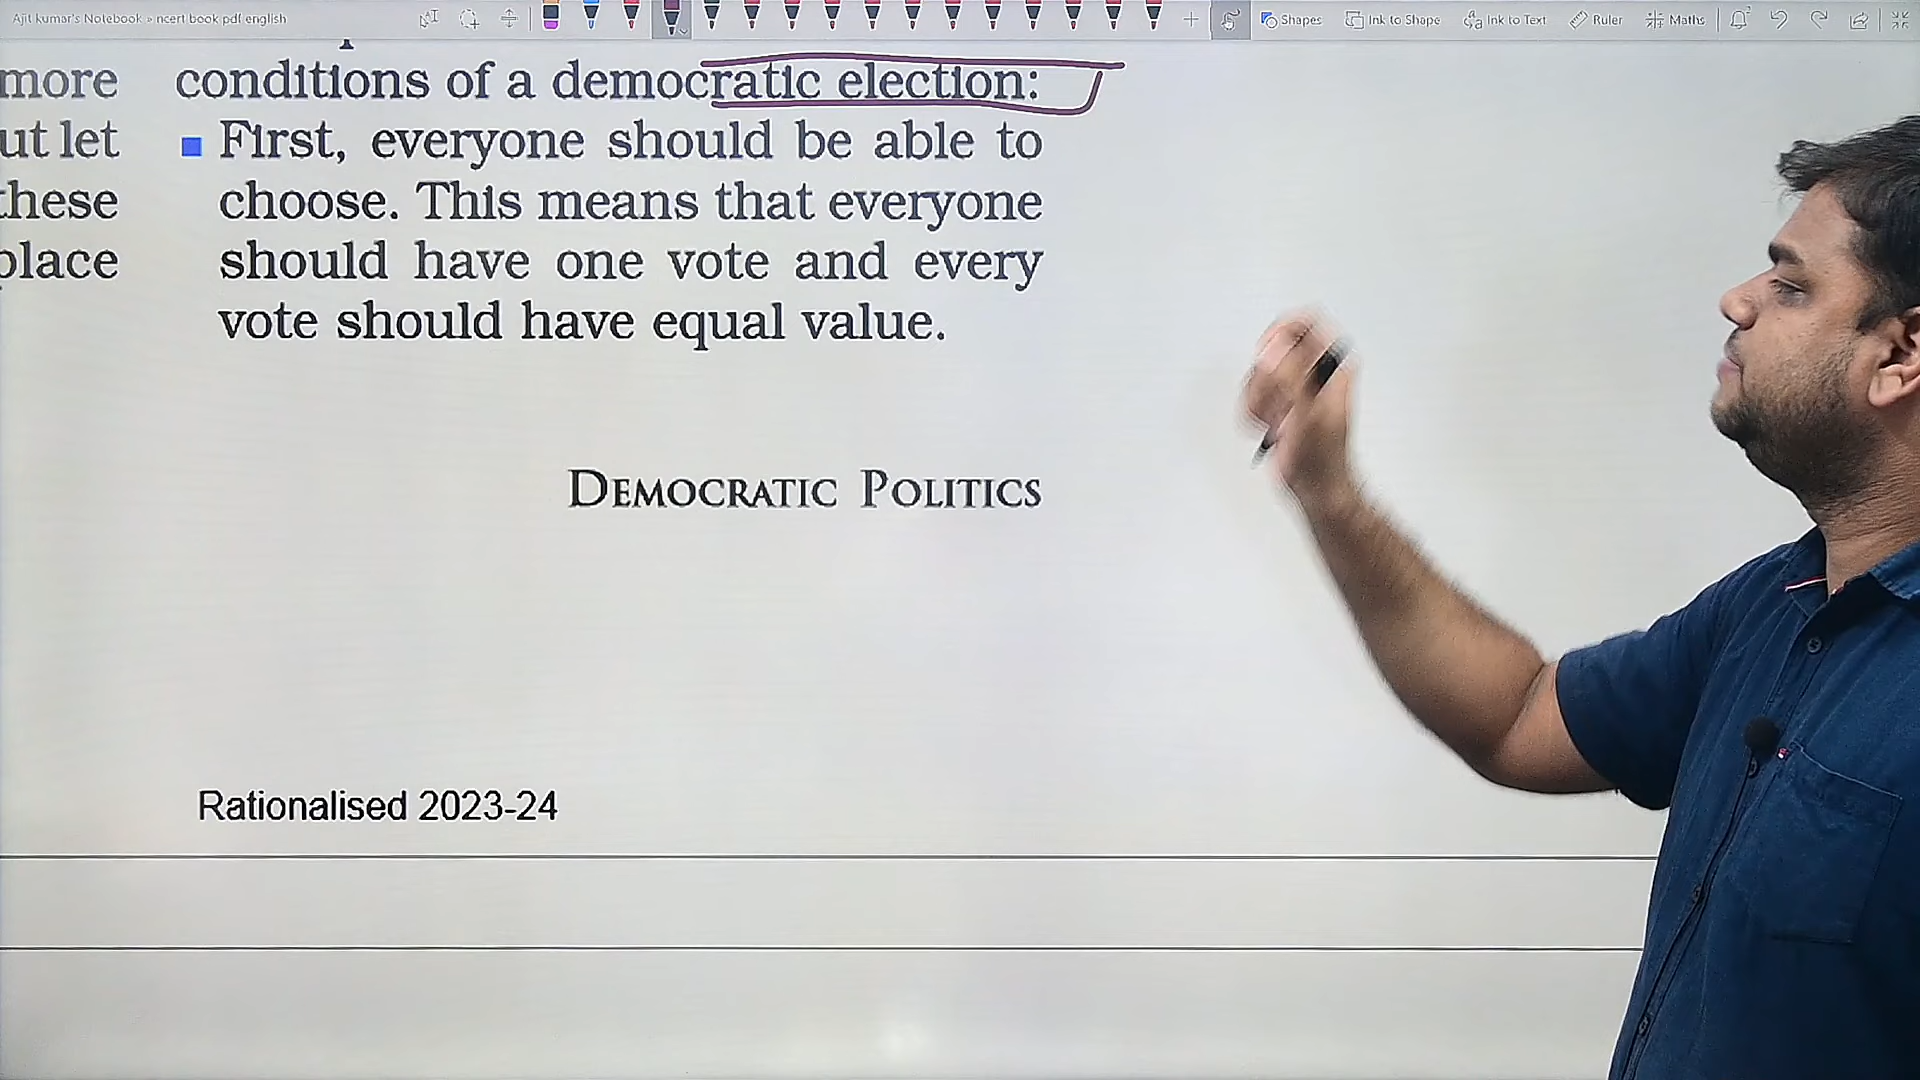 Ajit kumar's Notebook » ncert book pdf english
Shapes
Ink to Shape
Ink to Text
Ruler
Maths
more
ut let
these
place
conditions of a democratic election:
■ First, everyone should be able to
choose. This means that everyone
should have one vote and every
vote should have equal value.
DEMOCRATIC POLITICS
Rationalised 2023-24